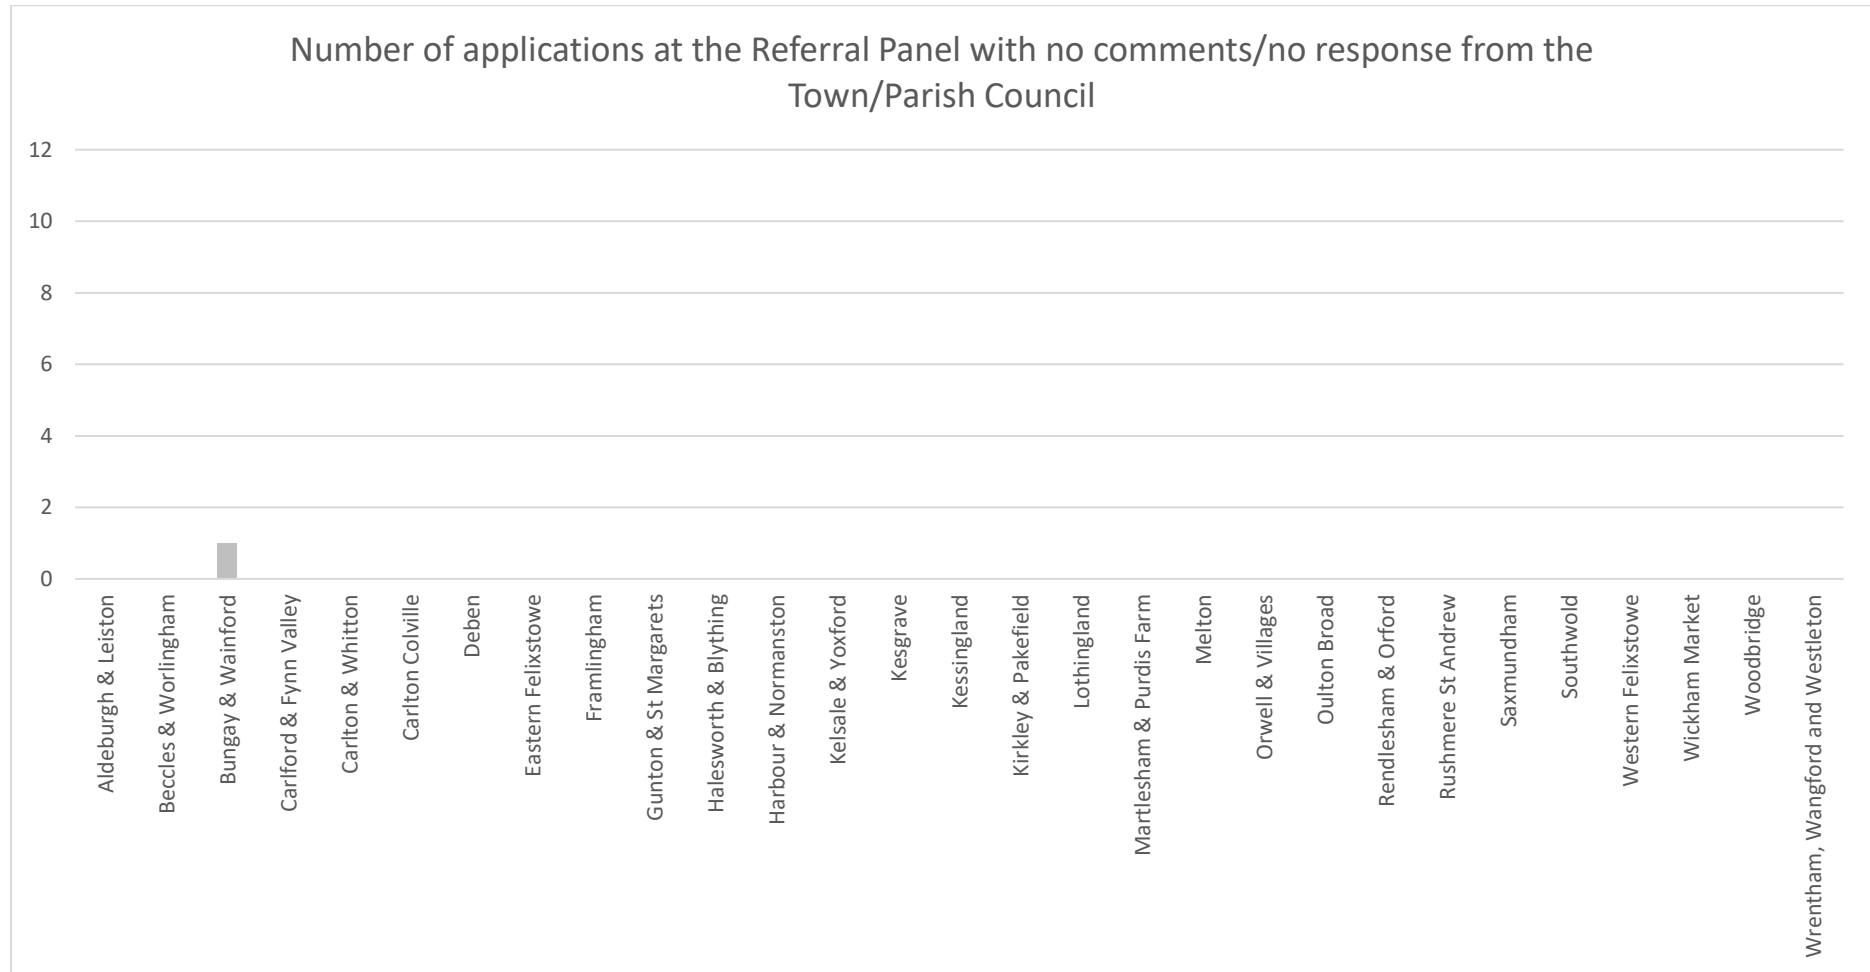 Number of applications at the Referral Panel with no comments/no response from the
Town/Parish Council
12
10
8
6
4
2
0
Aldeburgh & Leiston
Beccles & Worlingham
Bungay & Wainford
Carlford & Fynn Valley
Carlton & Whitton
Carlton Colville
Deben
Eastern Felixstowe
Framlingham
Gunton & St Margarets
Halesworth & Blything
Harbour & Normanston
Kelsale & Yoxford
Kesgrave
Kessingland
Kirkley & Pakefield
Lothingland
Martlesham & Purdis Farm
Melton
Orwell & Villages
Oulton Broad
Rendlesham & Orford
Rushmere St Andrew
Saxmundham
Southwold
Western Felixstowe
Wickham Market
Woodbridge
Wrentham, Wangford and Westleton